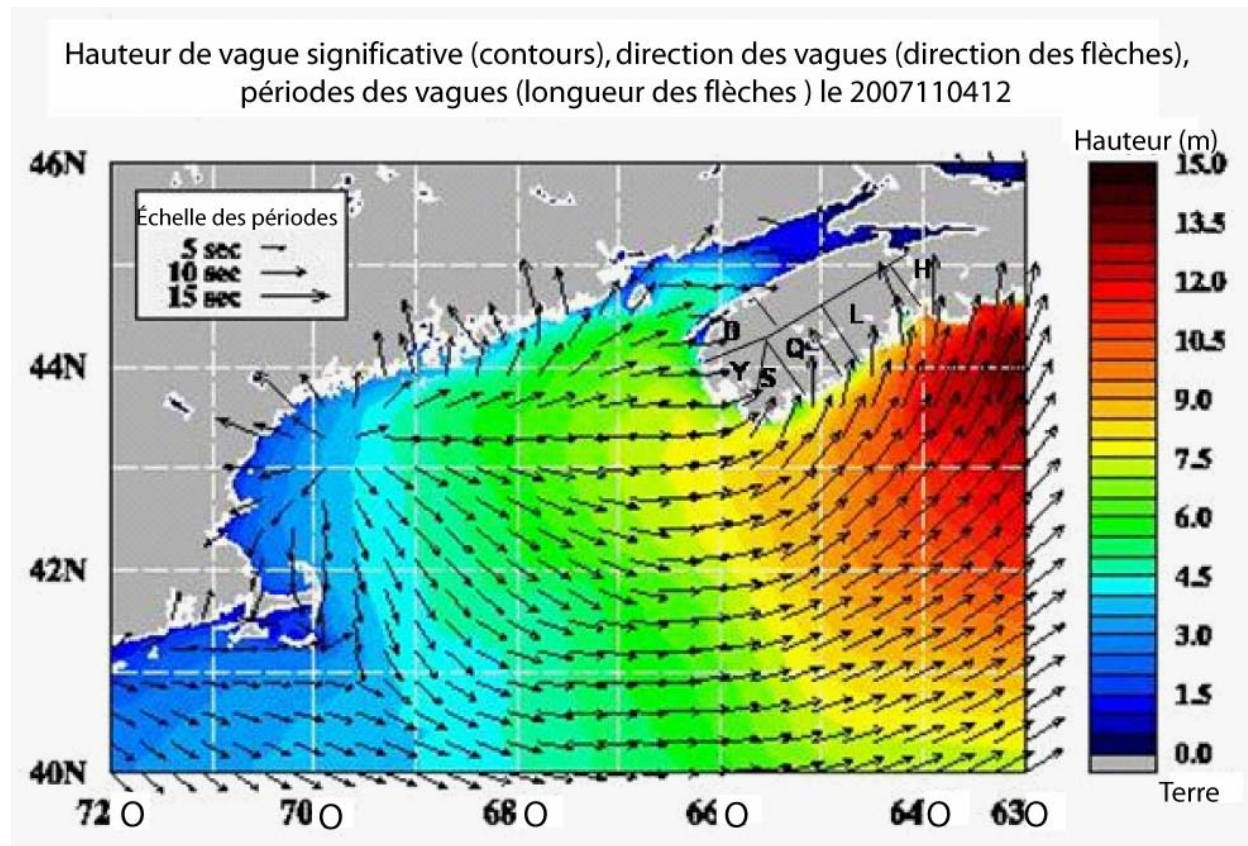 Hauteur de vague significative (contours), direction des vagues (direction des flèches),
périodes des vagues (longueur des flèches ) le 2007110412
Hauteur (m)
46N
15.0
Échelle des périodes
5 sec
10 sec
15 sec
13.5
H
12.0
L
D
Q
10.5
44N
Y
S
9.0
7.5
6.0
42N
4.5
3.0
1.5
0.0
40N
Terre
72 O
70 O
68 O
66 O
64 O
63 O